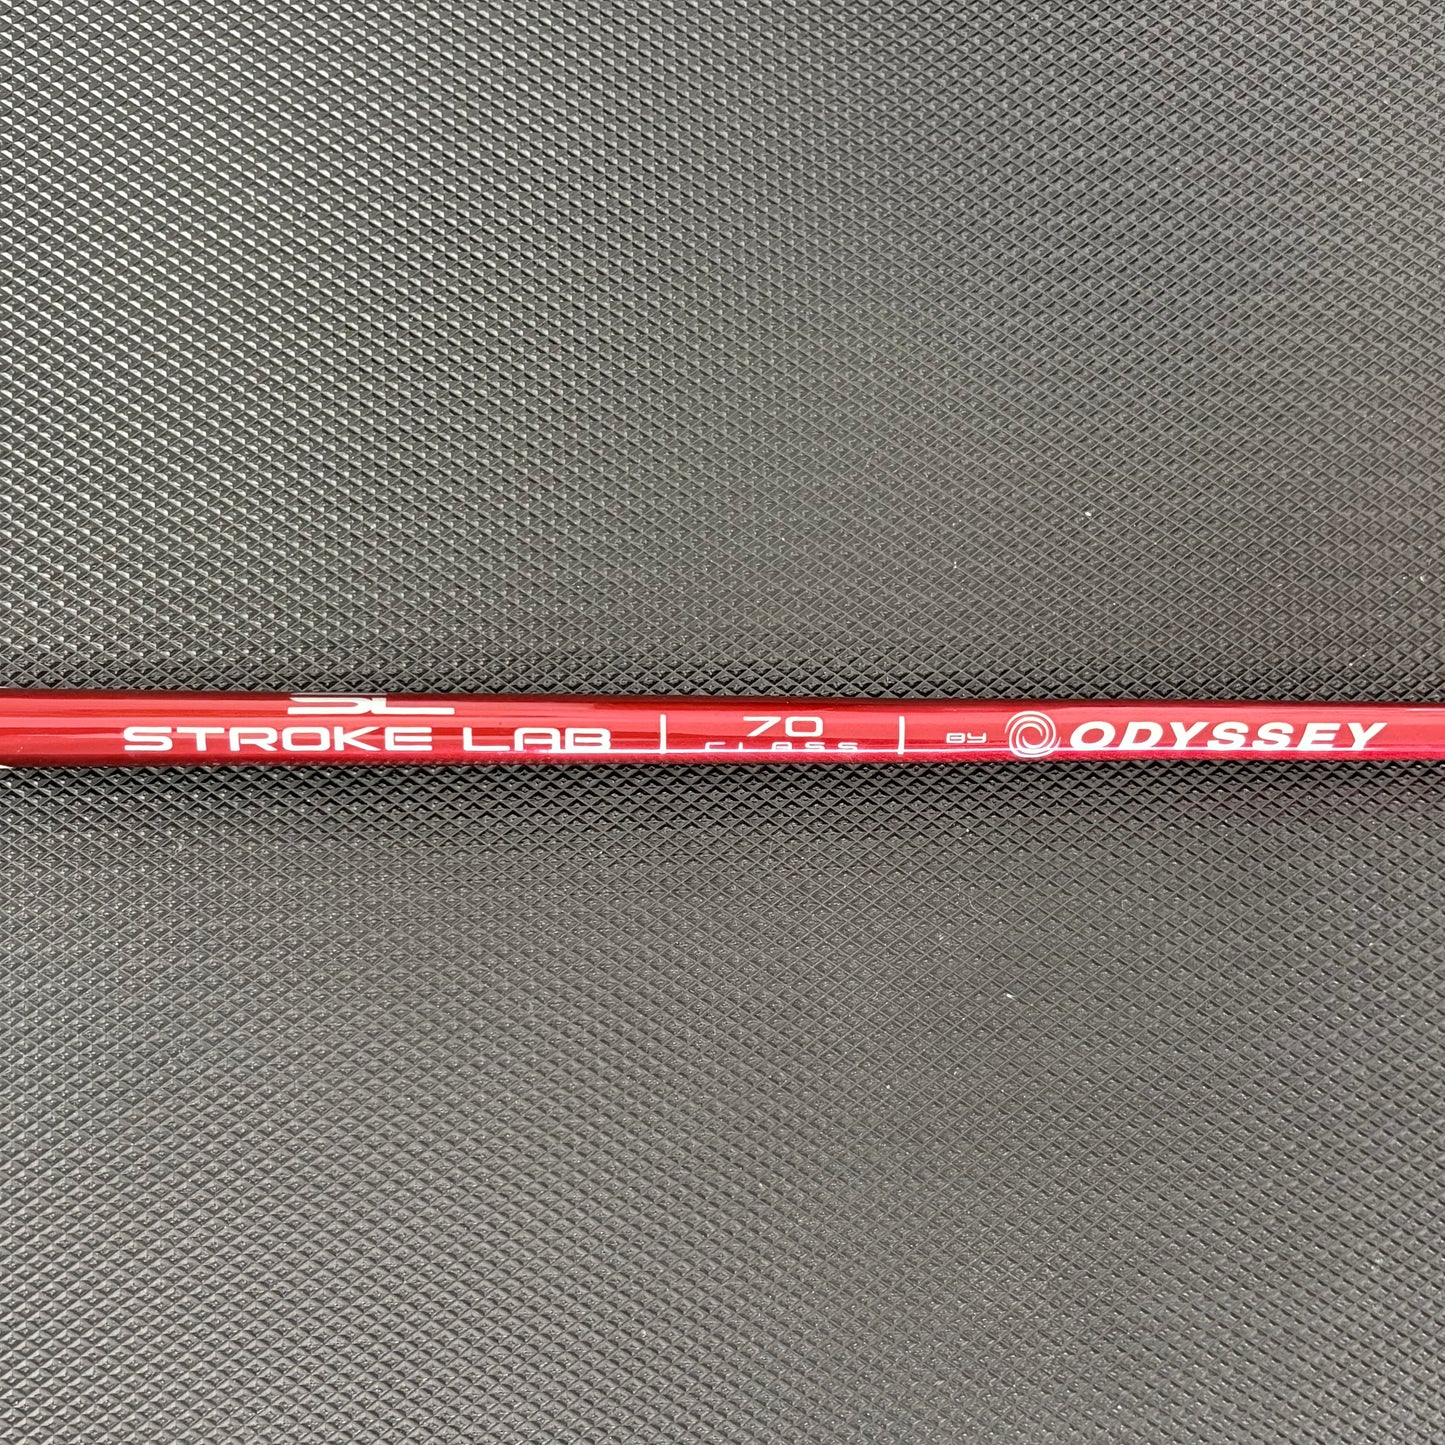 SL
STROKE LAB
70
CLASS
BY ODYSSEY